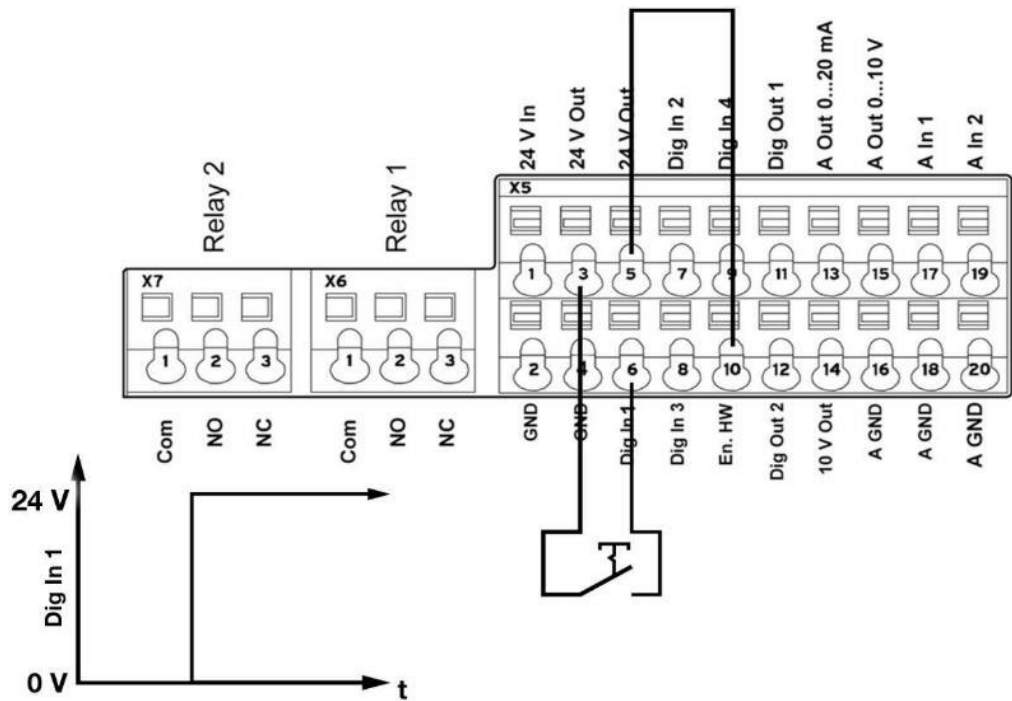 24 V In
24 V Out
24 V Out
Dig In 2
Dig In 4
Dig Out 1
A Out 0...20 mA
A Out 0...10 V
A In 1
A In 2
Relay 2
Relay 1
X5
1 3 5 7 9 11 13 15 17 19
X7
X6
1 2 3
1 2 3
2 4 6 8 10 12 14 16 18 20
Com
NO
NC
Com
NO
NC
GND
GND
Dig In 1
Dig In 3
En. HW
Dig Out 2
10 V Out
A GND
A GND
A GND
24 V
Dig In 1
0 V
t